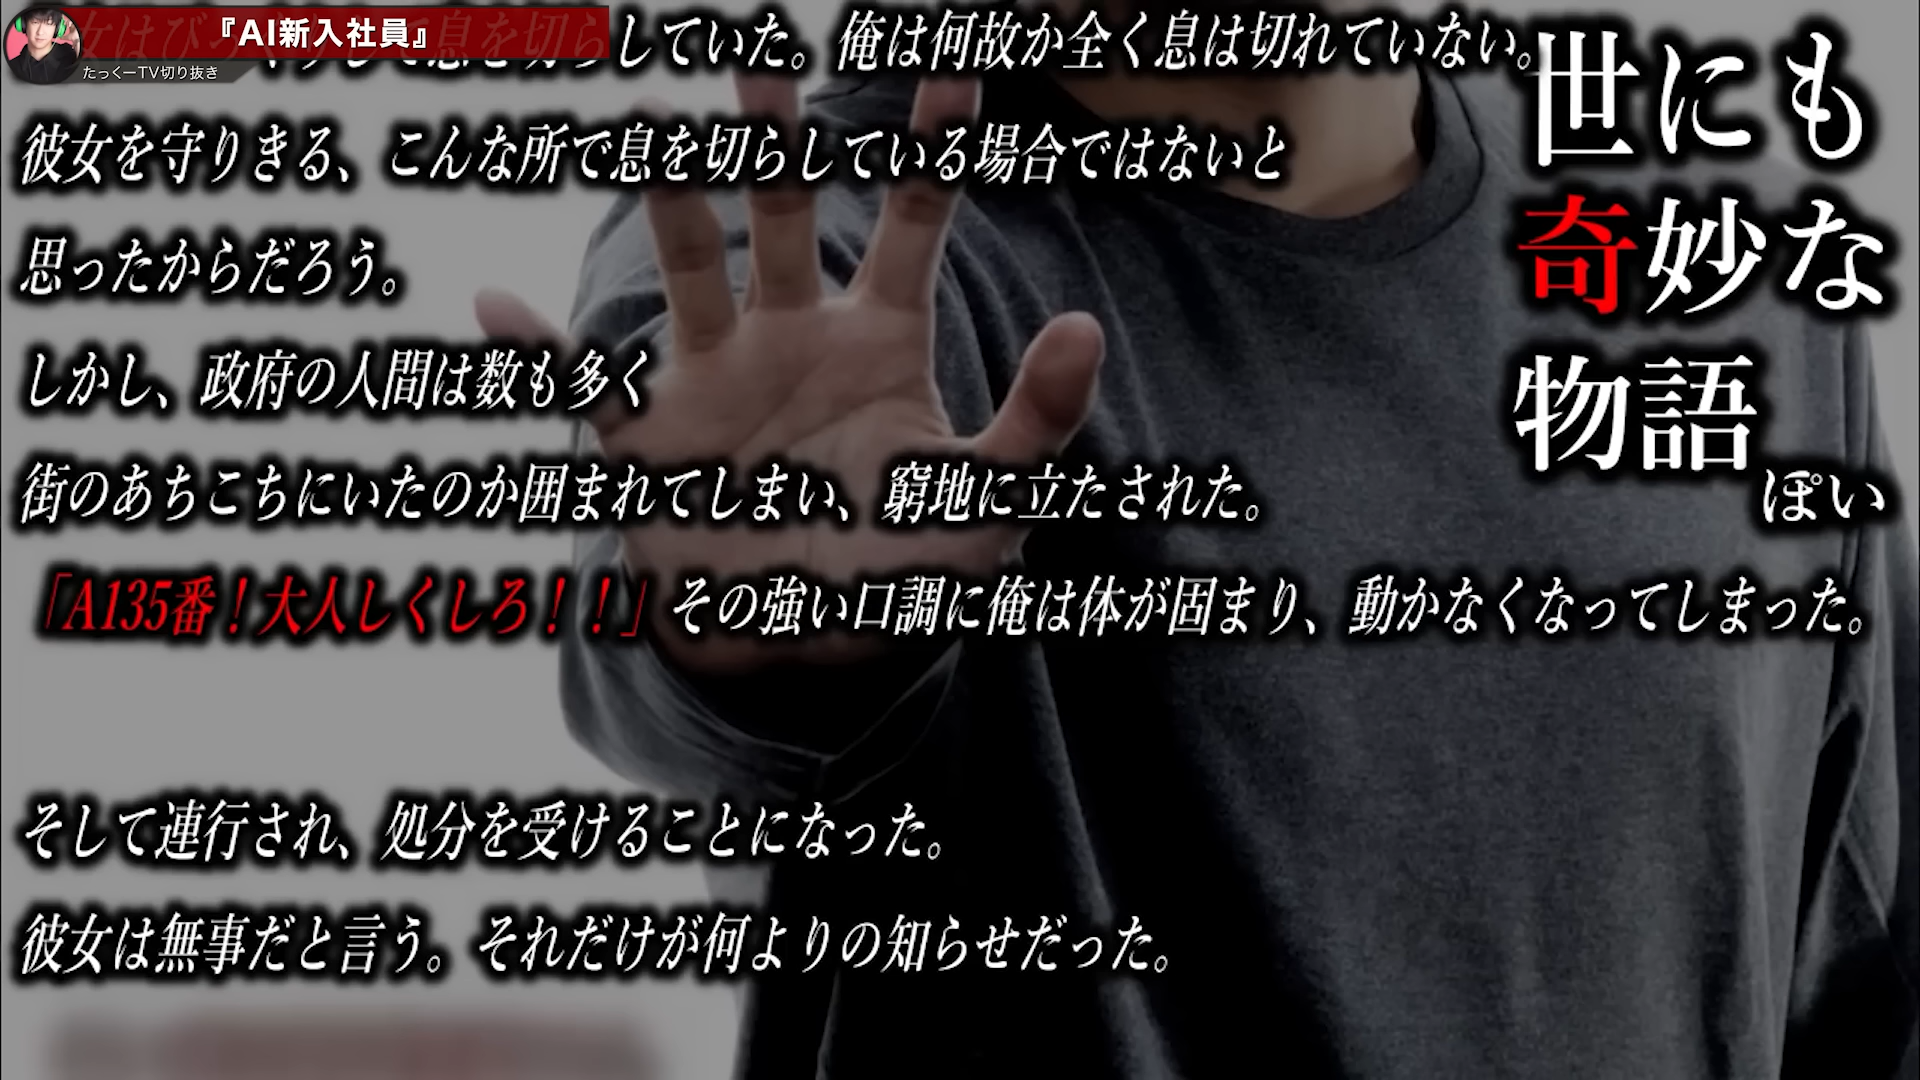 『AI新入社員』
たっくーTV切り抜き
息を切らしていた。俺は何故か全く息は切れていない。
彼女を守りきる、こんな所で息を切らしている場合ではないと
思ったからだろう。
しかし、政府の人間は数も多く
街のあちこちにいたのか囲まれてしまい、窮地に立たされた。
「A135番！大人しくしろ！！」その強い口調に俺は体が固まり、動かなくなってしまった。
そして連行され、処分を受けることになった。
彼女は無事だと言う。それだけが何よりの知らせだった。
世にも
奇妙な
物語
ぽい